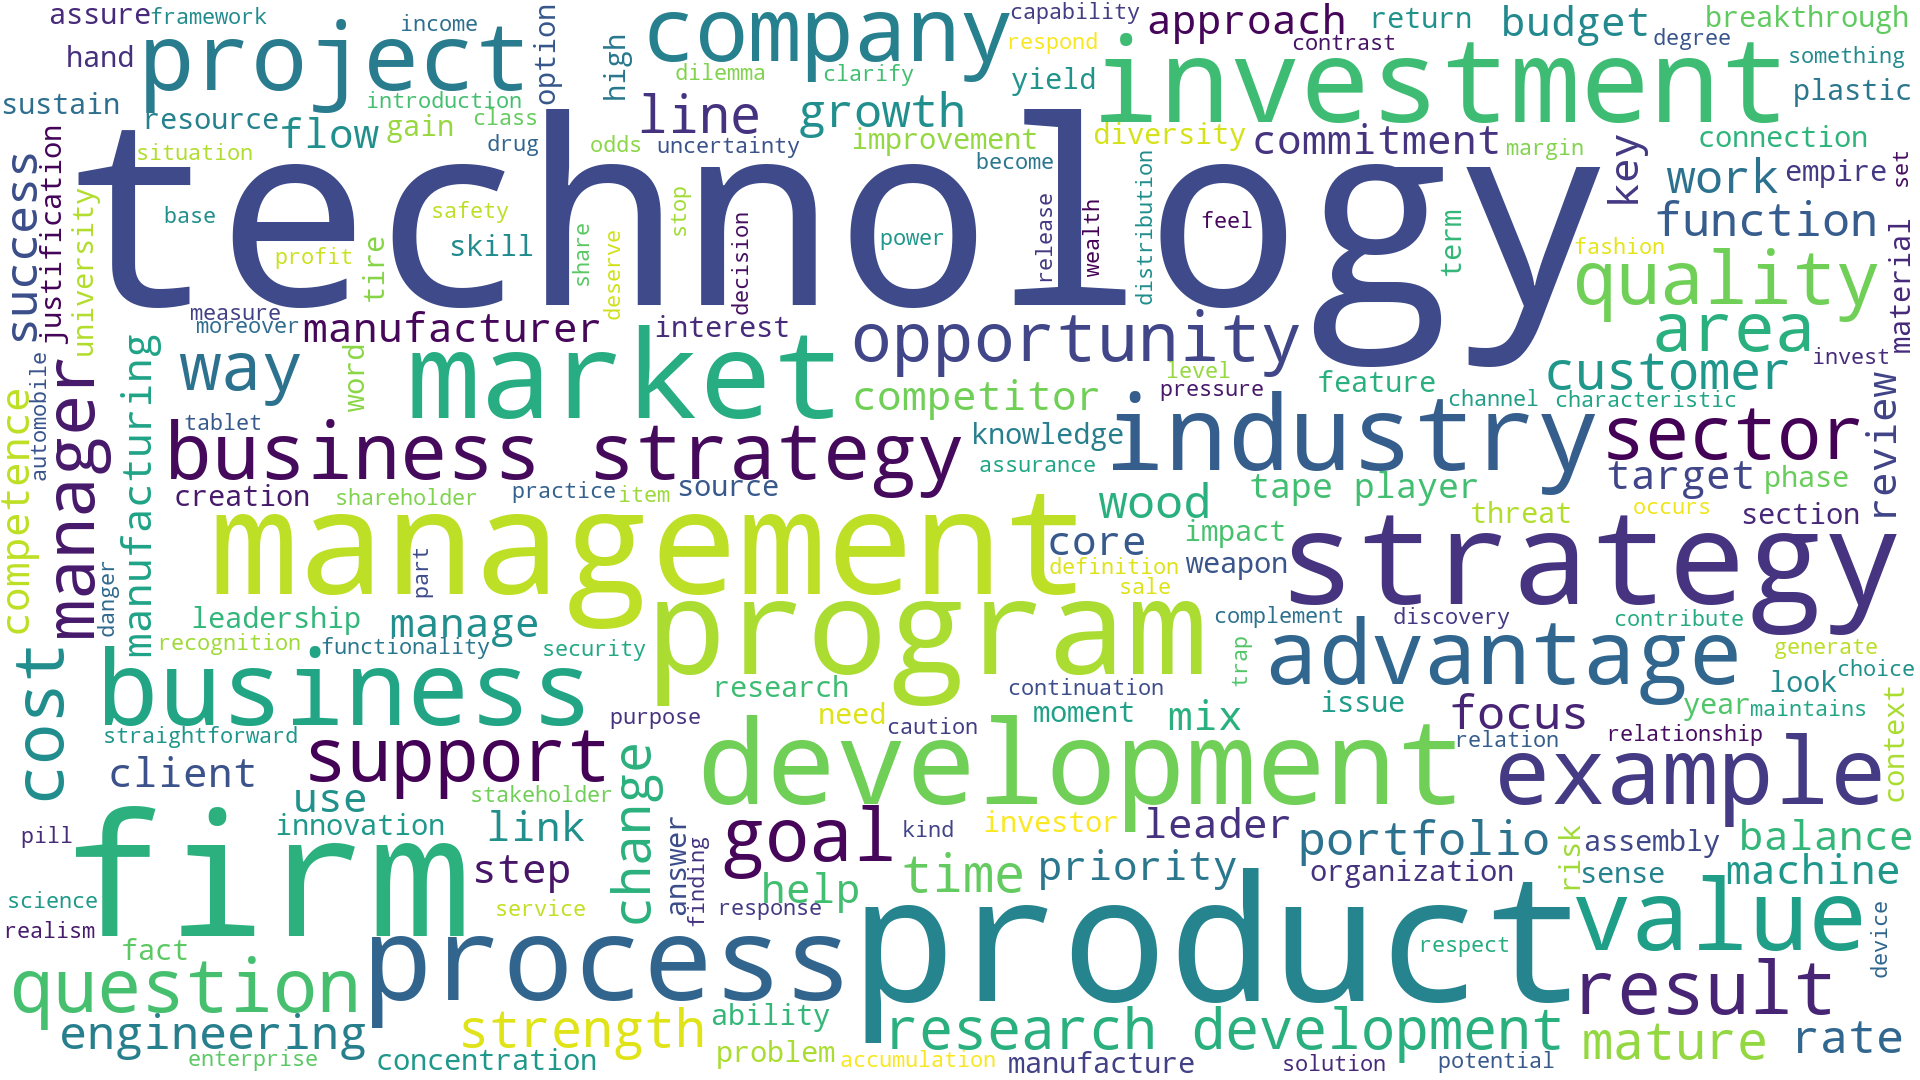 assure
framework
income
hand
project
option
high
company
capability
respond
approach
contrast
return
budget
degree
breakthrough
something
plastic
investment
sustain
introduction
dilemma
clarify
yield
resource
flow
gain
class
drug
line
growth
odds
uncertainty
improvement
become
diversity
commitment
margin
key
connection
work
empire
set
situation
technology
success
justification
university
base
profit
tire
safety
skill
share
deserve
stop
decision
power
release
wealth
distribution
feel
term
function
fashion
quality
material
area
measure
moreover
manufacturer
interest
opportunity
manager
manufacturing
way
word
market
competitor
level
pressure
feature
customer
invest
channel
characteristic
review
automobile
competence
tablet
business strategy
knowledge
assurance
industry
sector
target
phase
creation
shareholder
practice
item
source
tape player
wood
management
core
impact
threat
occurs
section
definition
weapon
strategy
sale
danger
part
leadership
manage
program
complement
discovery
contribute
recognition
functionality
security
trap
advantage
generate
choice
cost
business
research
continuation
look
purpose
need
caution
moment
mix
issue
focus
year
maintains
context
straightforward
support
development
relation
relationship
example
client
change
stakeholder
use
firm
innovation
link
goal
kind
investor
leader
portfolio
risk
assembly
balance
pill
step
answer
finding
help
time
priority
organization
sense
machine
science
service
response
product
value
device
realism
fact
process
respect
question
result
engineering
strength
ability
research development
mature
rate
enterprise
concentration
problem
accumulation
manufacture
solution
potential